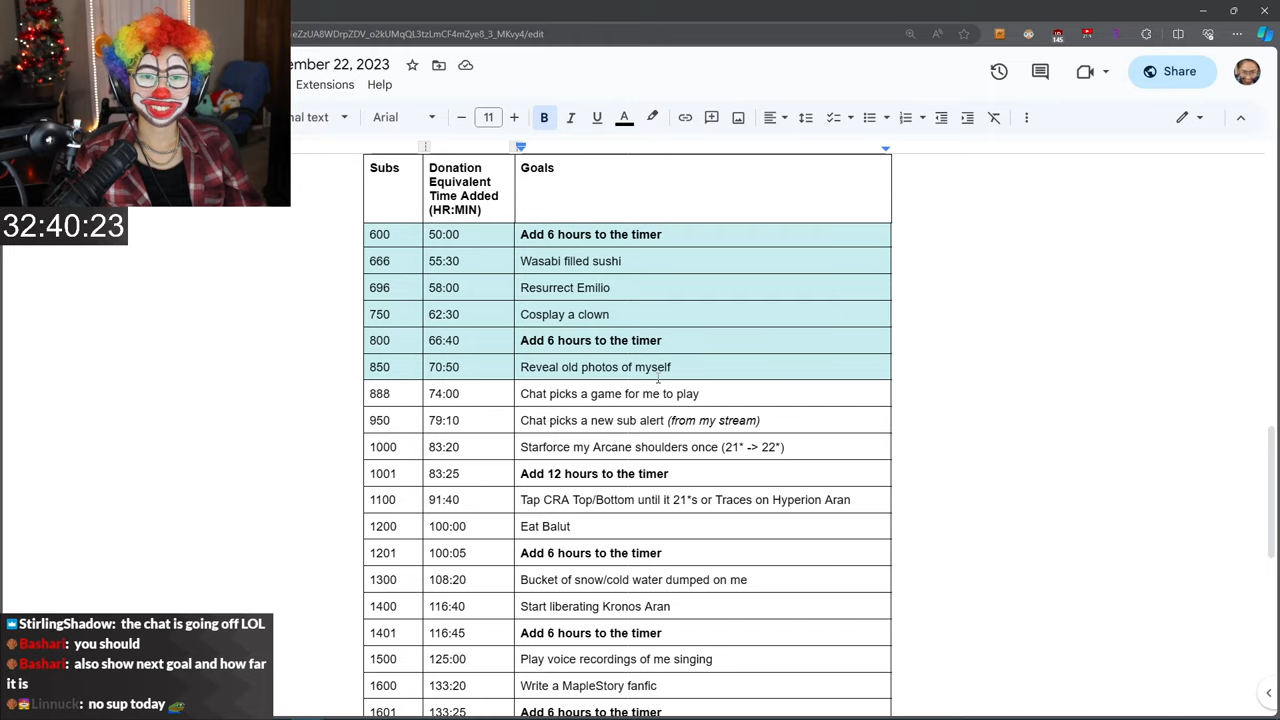 eZzUA8WDrpZDV_o2kUMqQL3tzLmCF4mZye8_3_MKvy4/edit
145
ember 22, 2023
Extensions Help
Share
mal text Arial 11 B I U A
Subs Donation Equivalent Time Added (HR:MIN) Goals
600 50:00 Add 6 hours to the timer
666 55:30 Wasabi filled sushi
696 58:00 Resurrect Emilio
750 62:30 Cosplay a clown
800 66:40 Add 6 hours to the timer
850 70:50 Reveal old photos of myself
888 74:00 Chat picks a game for me to play
950 79:10 Chat picks a new sub alert (from my stream)
1000 83:20 Starforce my Arcane shoulders once (21* -> 22*)
1001 83:25 Add 12 hours to the timer
1100 91:40 Tap CRA Top/Bottom until it 21*s or Traces on Hyperion Aran
1200 100:00 Eat Balut
1201 100:05 Add 6 hours to the timer
1300 108:20 Bucket of snow/cold water dumped on me
1400 116:40 Start liberating Kronos Aran
1401 116:45 Add 6 hours to the timer
1500 125:00 Play voice recordings of me singing
1600 133:20 Write a MapleStory fanfic
1601 133:25 Add 6 hours to the timer
32:40:23
StirlingShadow: the chat is going off LOL
Bashari: you should
Bashari: also show next goal and how far
it is
Linnuck: no sup today